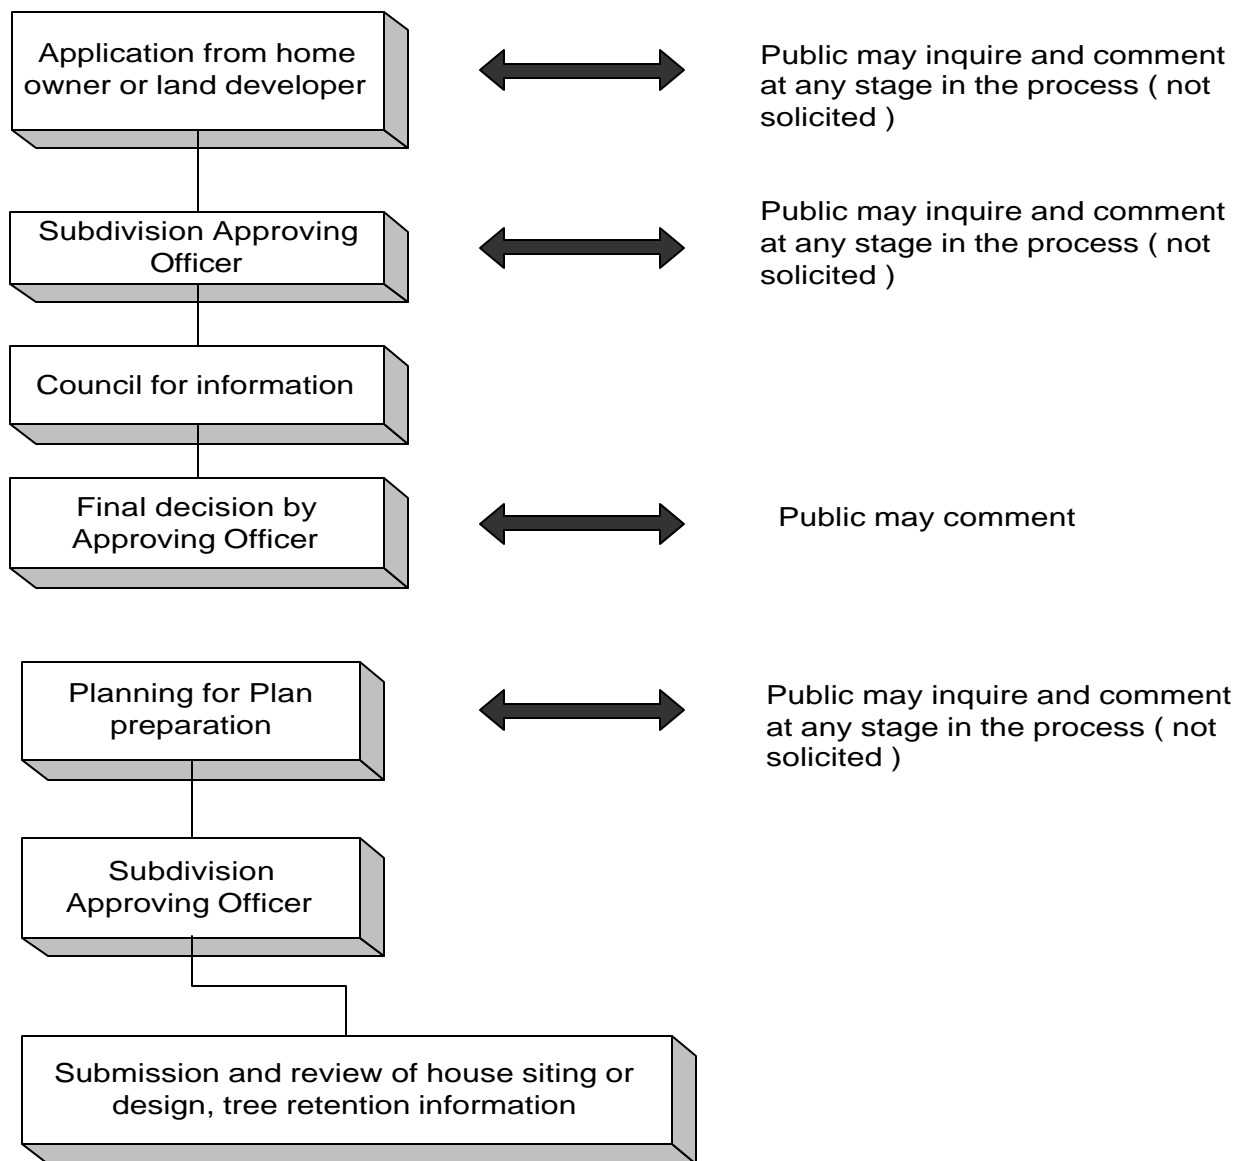 Application from home
owner or land developer
Public may inquire and comment
at any stage in the process ( not
solicited )
Subdivision Approving
Officer
Public may inquire and comment
at any stage in the process ( not
solicited )
Council for information
Final decision by
Approving Officer
Public may comment
Planning for Plan
preparation
Public may inquire and comment
at any stage in the process ( not
solicited )
Subdivision
Approving Officer
Submission and review of house siting or
design, tree retention information